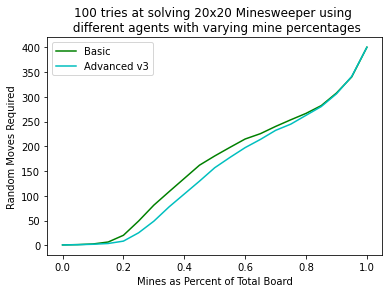 100 tries at solving 20x20 Minesweeper using
different agents with varying mine percentages
Basic
Advanced v3
Random Moves Required
400
350
300
250
200
150
100
50
0
0.0 0.2 0.4 0.6 0.8 1.0
Mines as Percent of Total Board